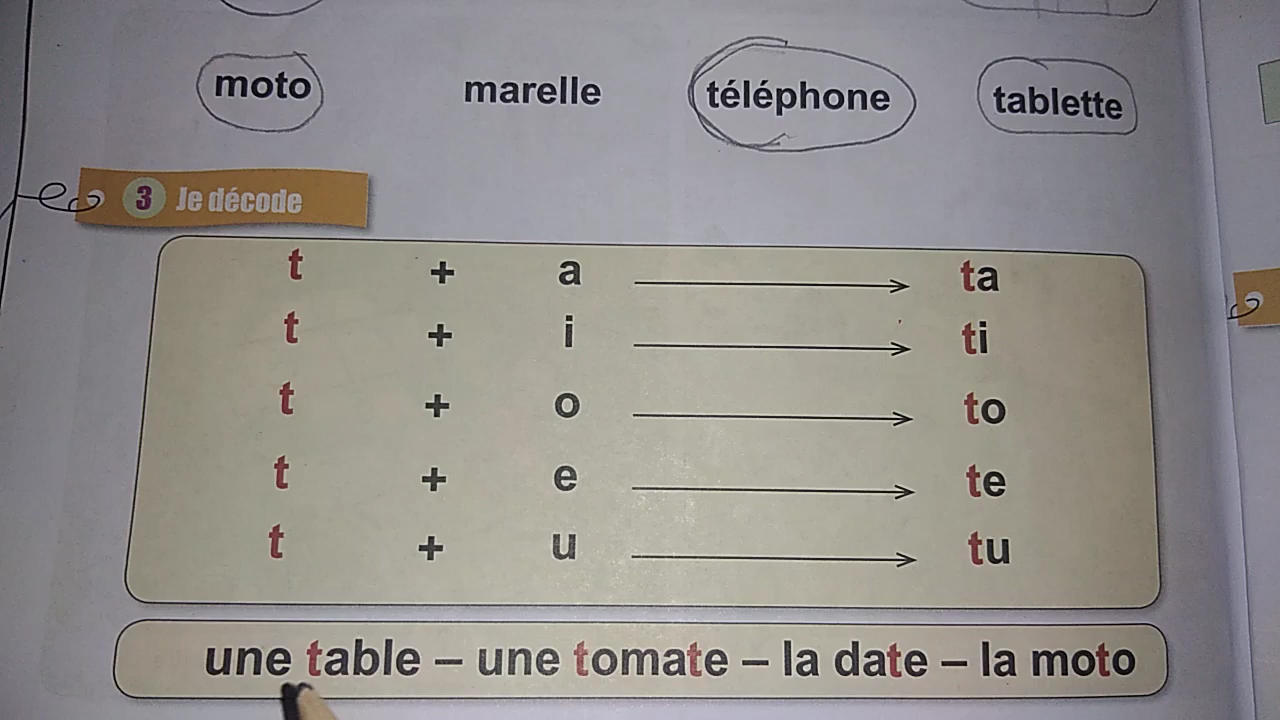 moto marelle téléphone tablette
3 Je décode
t + a → ta
t + i → ti
t + o → to
t + e → te
t + u → tu
une table – une tomate – la date – la moto